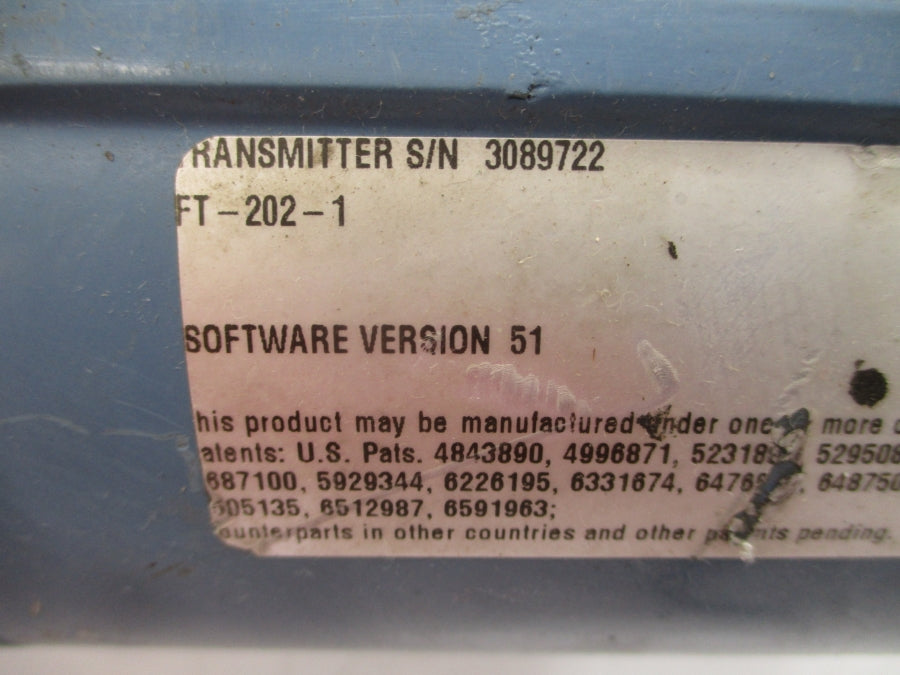 RANSMITTER S/N 3089722
FT-202-1
SOFTWARE VERSION 51
his product may be manufactured under one more
atents: U.S. Pats. 4843890, 4996871, 529508
687100, 5929344, 6226195, 6331674, 648750
505135, 6512987, 6591963;
ounterparts in other countries and other pending.